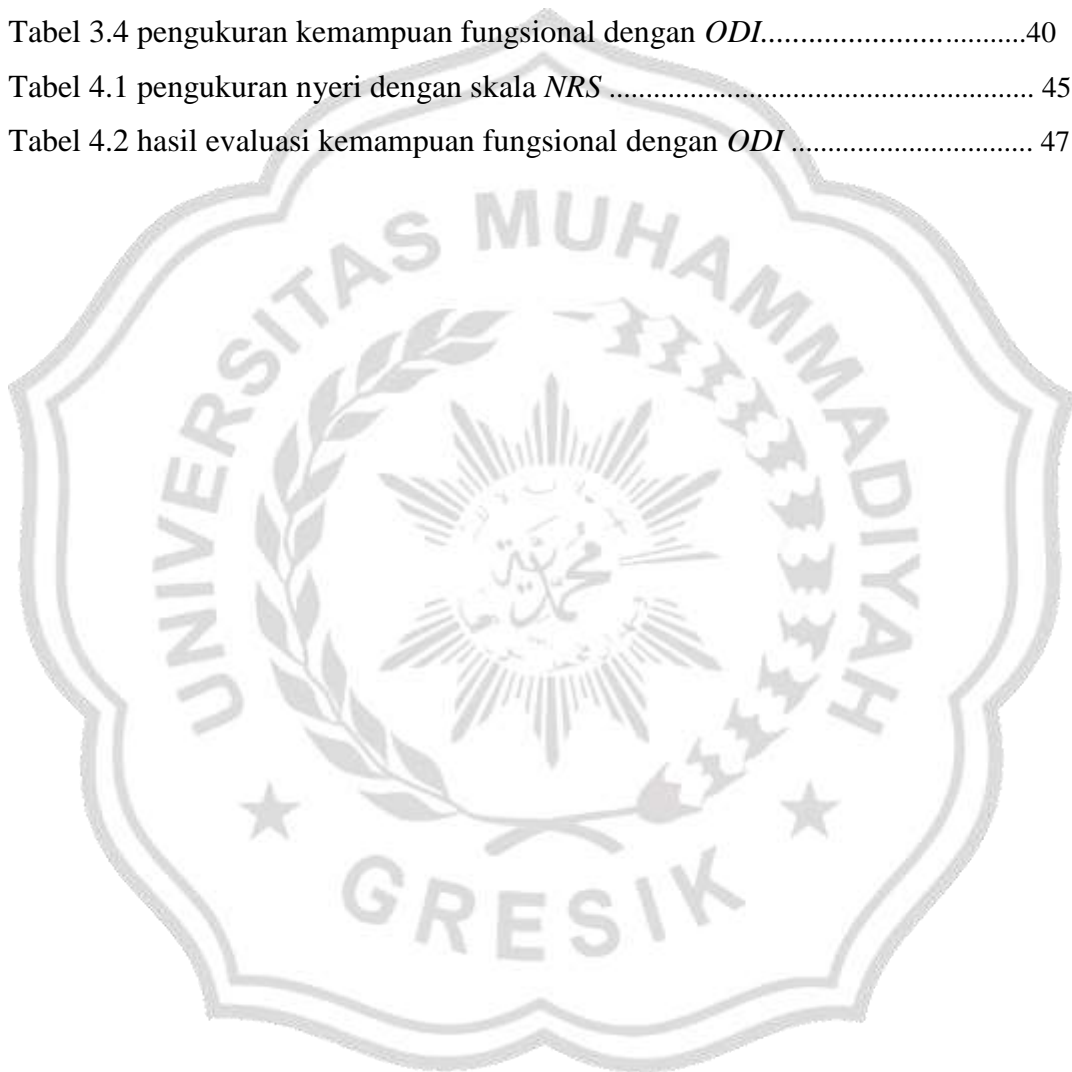 Tabel 3.4 pengukuran kemampuan fungsional dengan ODI..................................40
Tabel 4.1 pengukuran nyeri dengan skala NRS .......................................................... 45
Tabel 4.2 hasil evaluasi kemampuan fungsional dengan ODI ................................. 47
UNIVERSITAS MUHAMMADIYAH
GRESIK